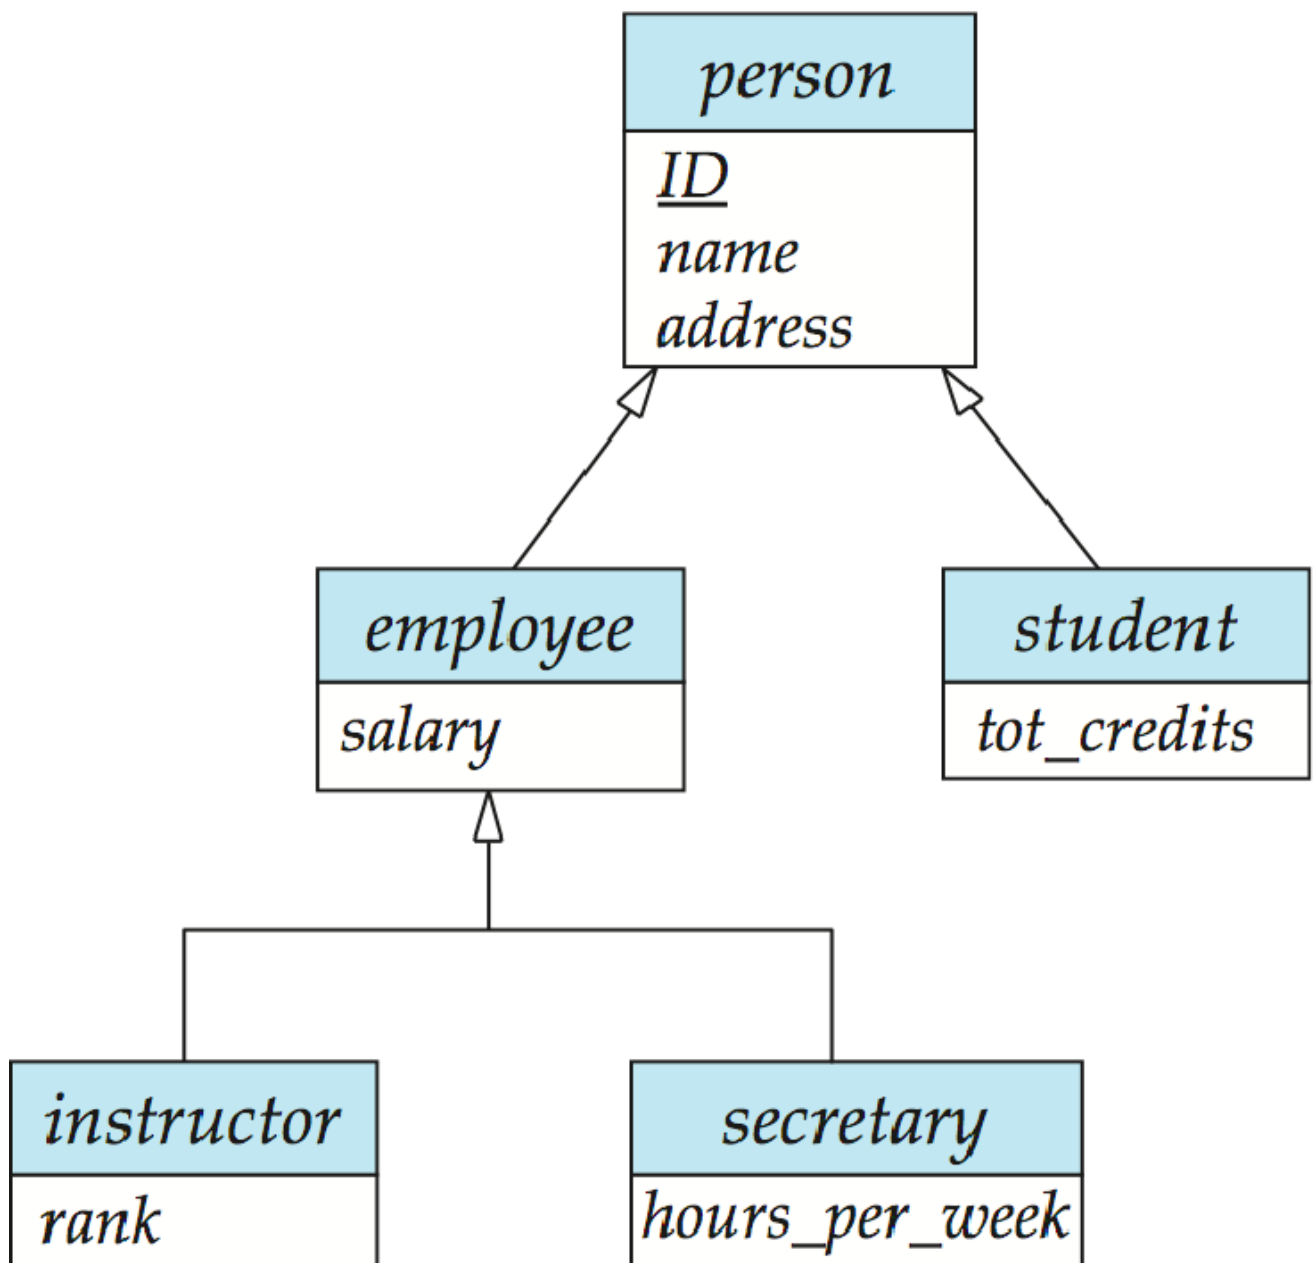 person
ID
name
address
employee
salary
student
tot_credits
instructor
rank
secretary
hours_per_week